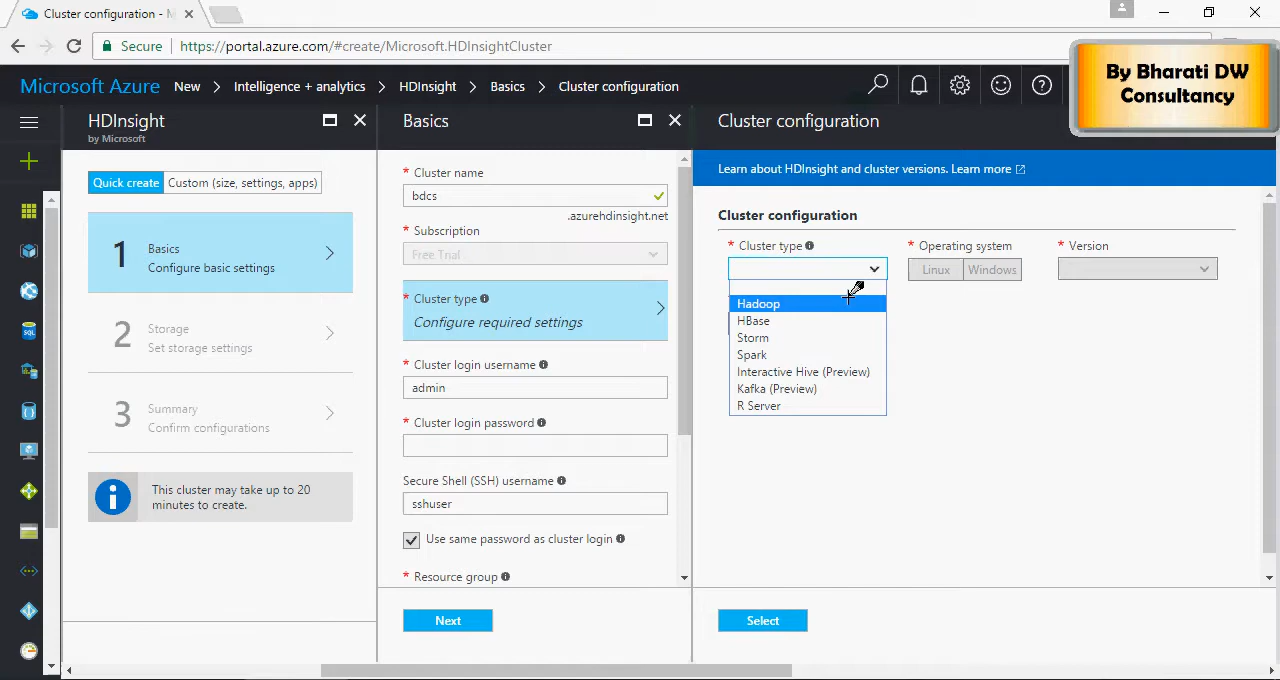 Cluster configuration - M
Secure
https://portal.azure.com/#create/Microsoft.HDInsightCluster
By Bharati DW
Consultancy
Microsoft Azure New > Intelligence + analytics > HDInsight > Basics > Cluster configuration
HDInsight
by Microsoft
Quick create
Custom (size, settings, apps)
1
Basics
Configure basic settings
2
Storage
Set storage settings
3
Summary
Confirm configurations
This cluster may take up to 20
minutes to create.
Basics
* Cluster name
bdcs
.azurehdinsight.net
* Subscription
Free Trial
* Cluster type
Configure required settings
* Cluster login username
admin
* Cluster login password
Secure Shell (SSH) username
sshuser
Use same password as cluster login
* Resource group
Next
Cluster configuration
Learn about HDInsight and cluster versions. Learn more
Cluster configuration
* Cluster type
* Operating system
* Version
Linux
Windows
Hadoop
HBase
Storm
Spark
Interactive Hive (Preview)
Kafka (Preview)
R Server
Select
SQL